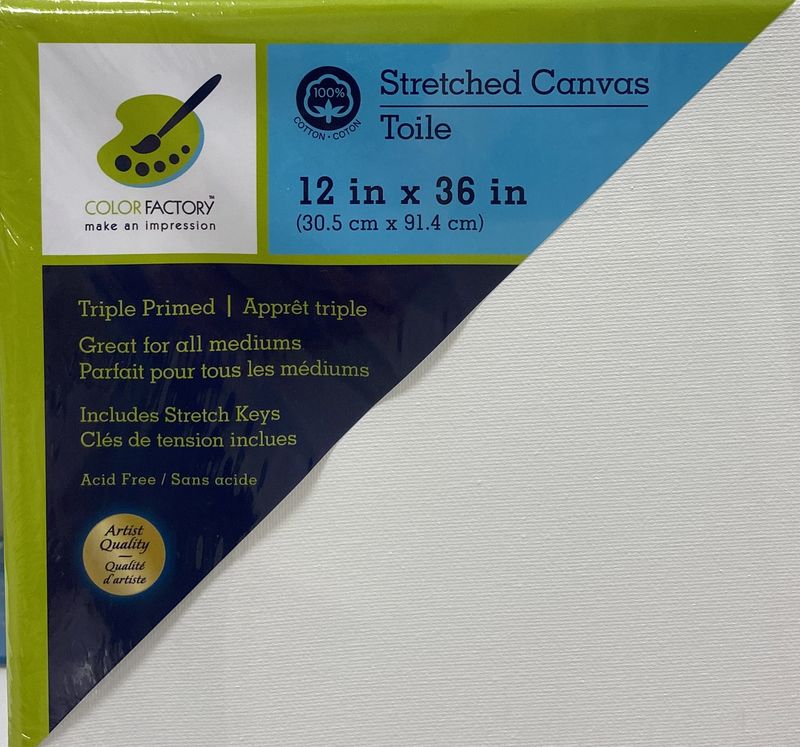 COLOR FACTORY™
make an impression
100%
COTTON • COTON
Stretched Canvas
Toile
12 in x 36 in
(30.5 cm x 91.4 cm)
Triple Primed | Apprêt triple
Great for all mediums
Parfait pour tous les médiums
Includes Stretch Keys
Clés de tension inclues
Acid Free / Sans acide
Artist
Quality
Qualité
d'artiste